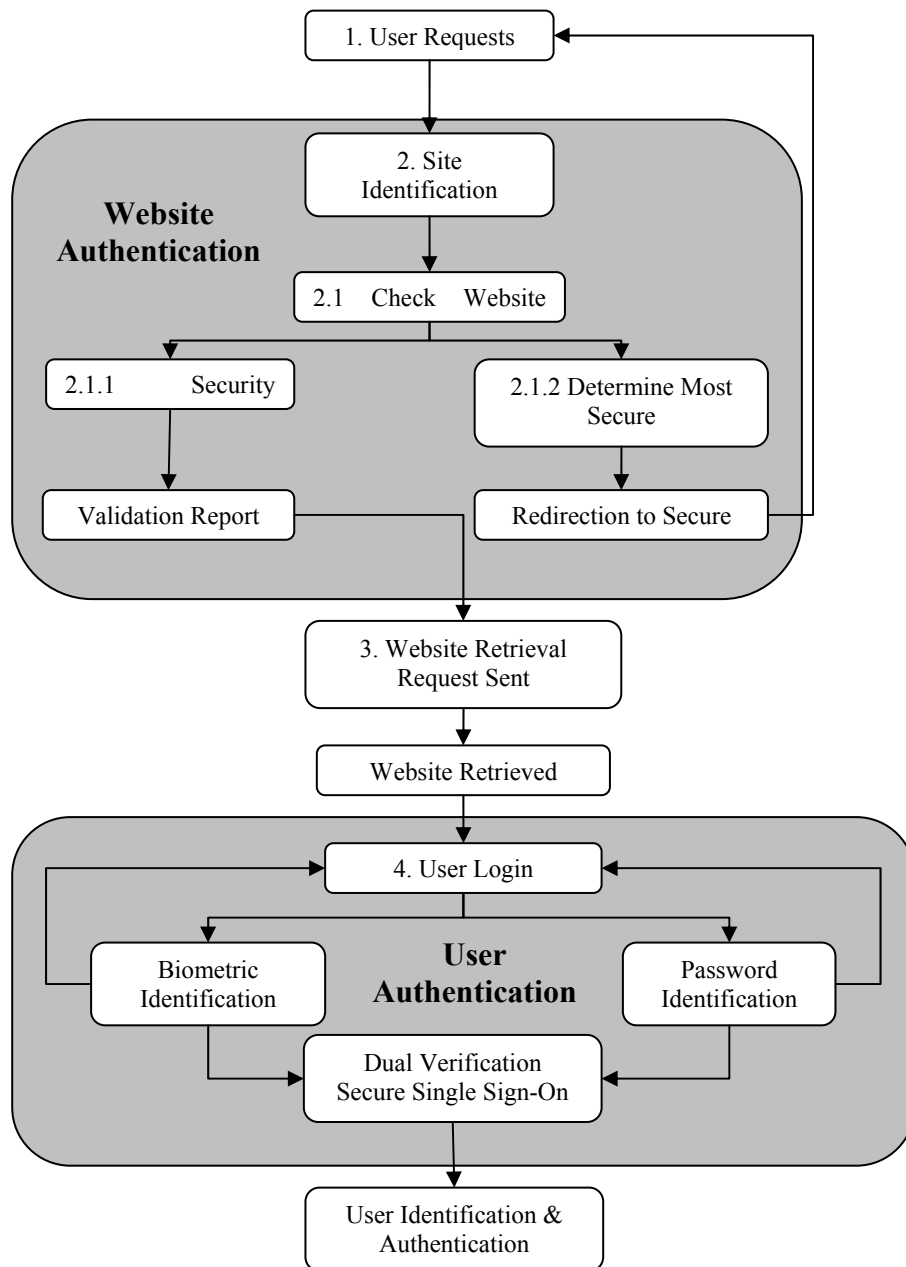 1. User Requests
2. Site
Identification
Website
Authentication
2.1 Check Website
2.1.1 Security
2.1.2 Determine Most
Secure
Validation Report
Redirection to Secure
3. Website Retrieval
Request Sent
Website Retrieved
4. User Login
Biometric
Identification
User
Authentication
Password
Identification
Dual Verification
Secure Single Sign-On
User Identification &
Authentication